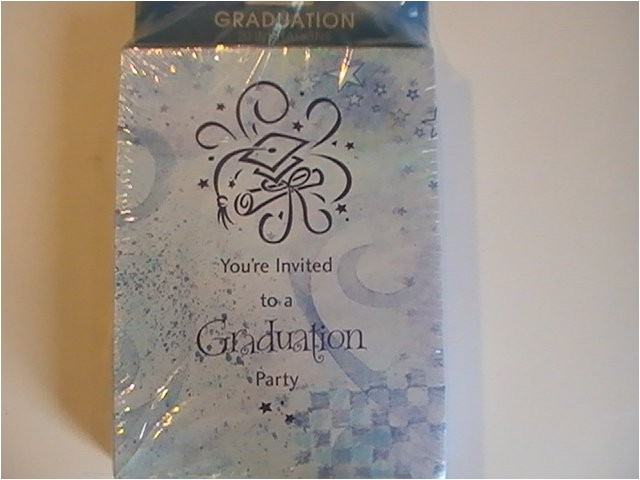 GRADUATION
You're Invited
to a
Graduation
Party